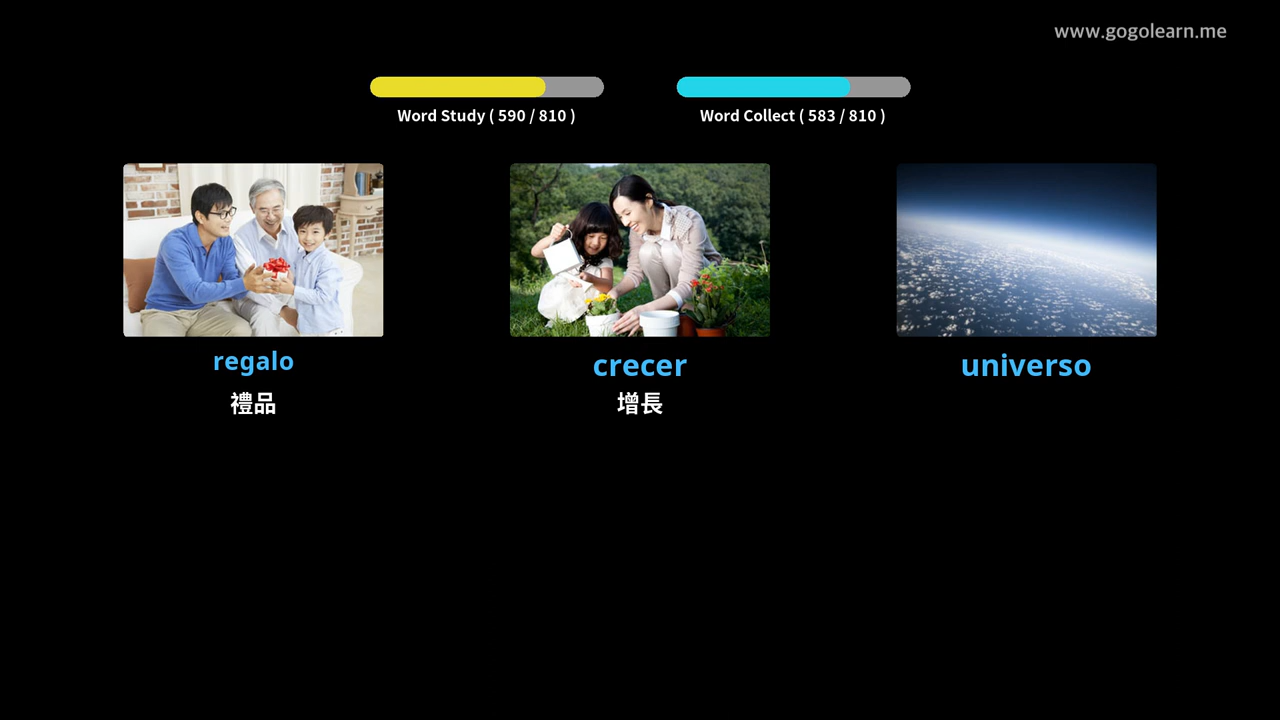 www.gogolearn.me
Word Study ( 590 / 810 )
Word Collect ( 583 / 810 )
regalo
禮品
crecer
增長
universo